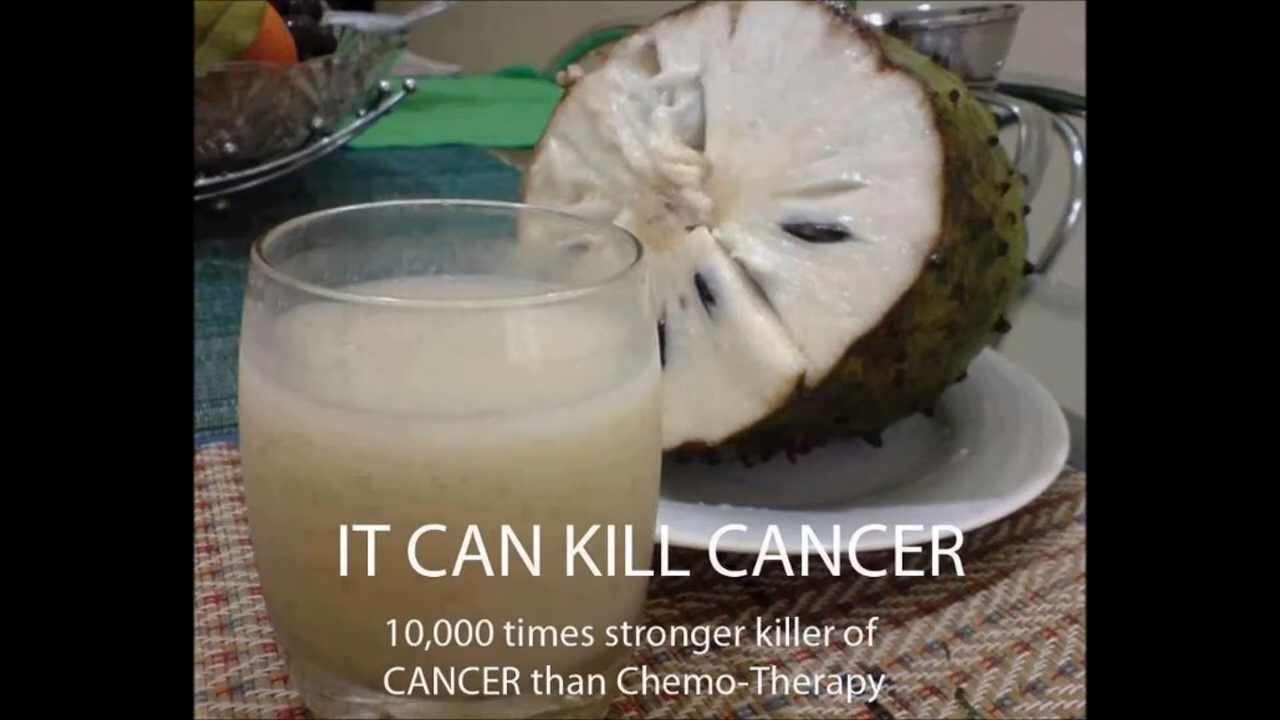 IT CAN KILL CANCER
10,000 times stronger killer of
CANCER than Chemo-Therapy